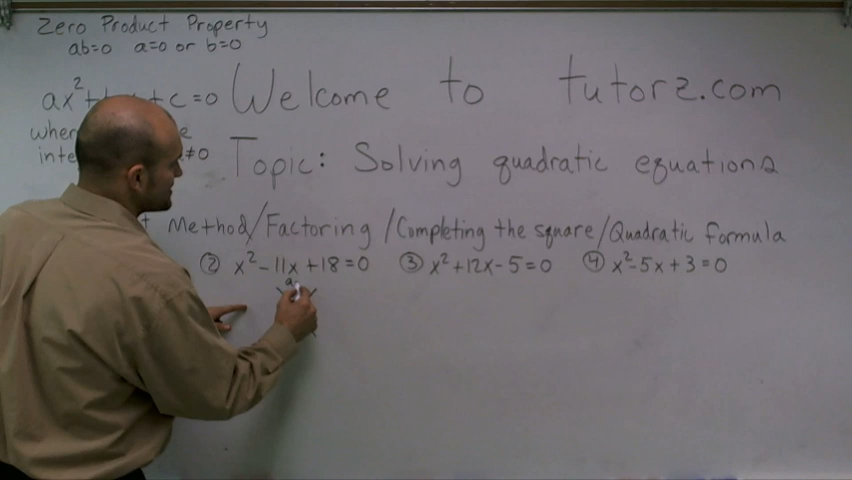 Zero Product Property
ab=0 a=0 or b=0
ax²+ +c=0 Welcome to tutorz.com
≠0 Topic: Solving quadratic equations
Method/Factoring/Completing the square/Quadratic formula
② x²-11x+18=0 ③ x²+12x-5=0 ④ x²-5x+3=0
a